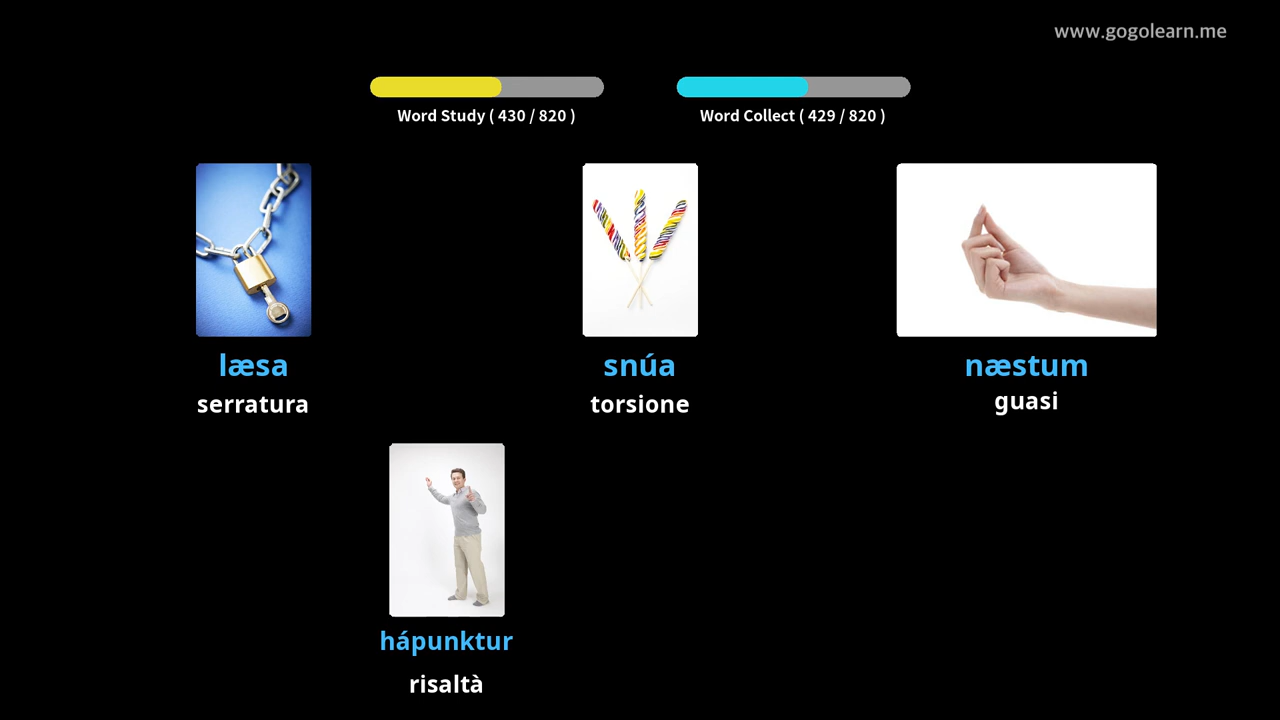 www.gogolearn.me
Word Study ( 430 / 820 )
Word Collect ( 429 / 820 )
læsa
serratura
snúa
torsione
næstum
guasi
hápunktur
risaltà